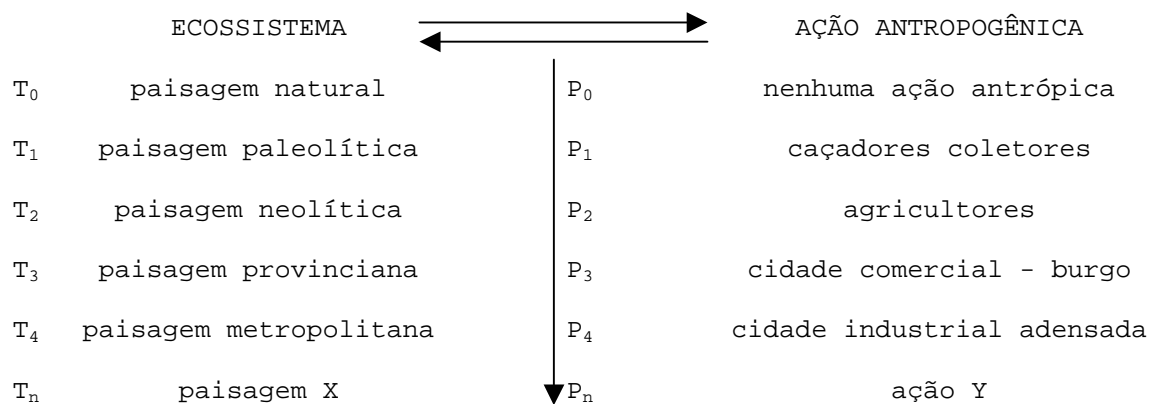 ECOSSISTEMA AÇÃO ANTROPOGÊNICA
T0 paisagem natural P0 nenhuma ação antrópica
T1 paisagem paleolítica P1 caçadores coletores
T2 paisagem neolítica P2 agricultores
T3 paisagem provinciana P3 cidade comercial - burgo
T4 paisagem metropolitana P4 cidade industrial adensada
Tn paisagem X Pn ação Y